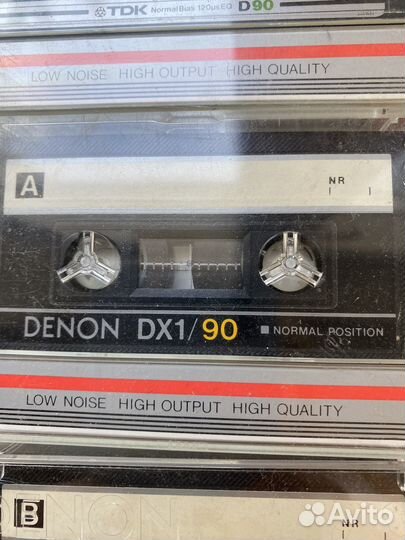 TDK Normal Bias 120µs EQ D90
LOW NOISE HIGH OUTPUT HIGH QUALITY
A
NR
DENON DX1/90
NORMAL POSITION
LOW NOISE HIGH OUTPUT HIGH QUALITY
DENON
B
NR
Avito